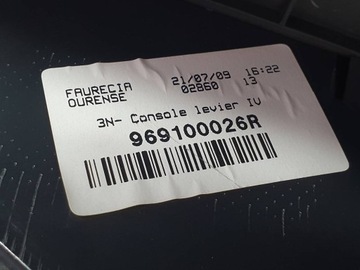 FAURECIA 21/07/09 16:22
OURENSE 02860 13
3N- Console levier IV
969100026R